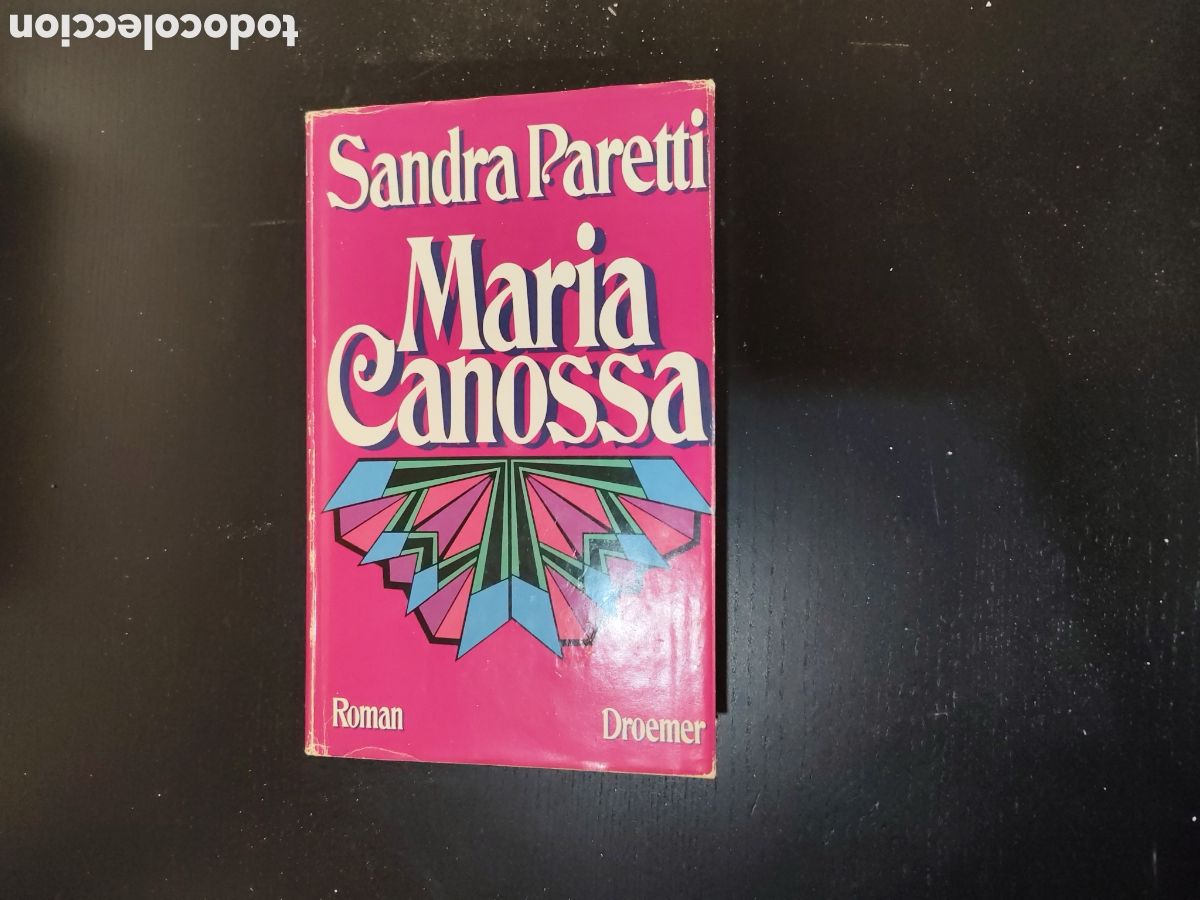 todocoleccion
Sandra Paretti
Maria
Canossa
Roman
Droemer